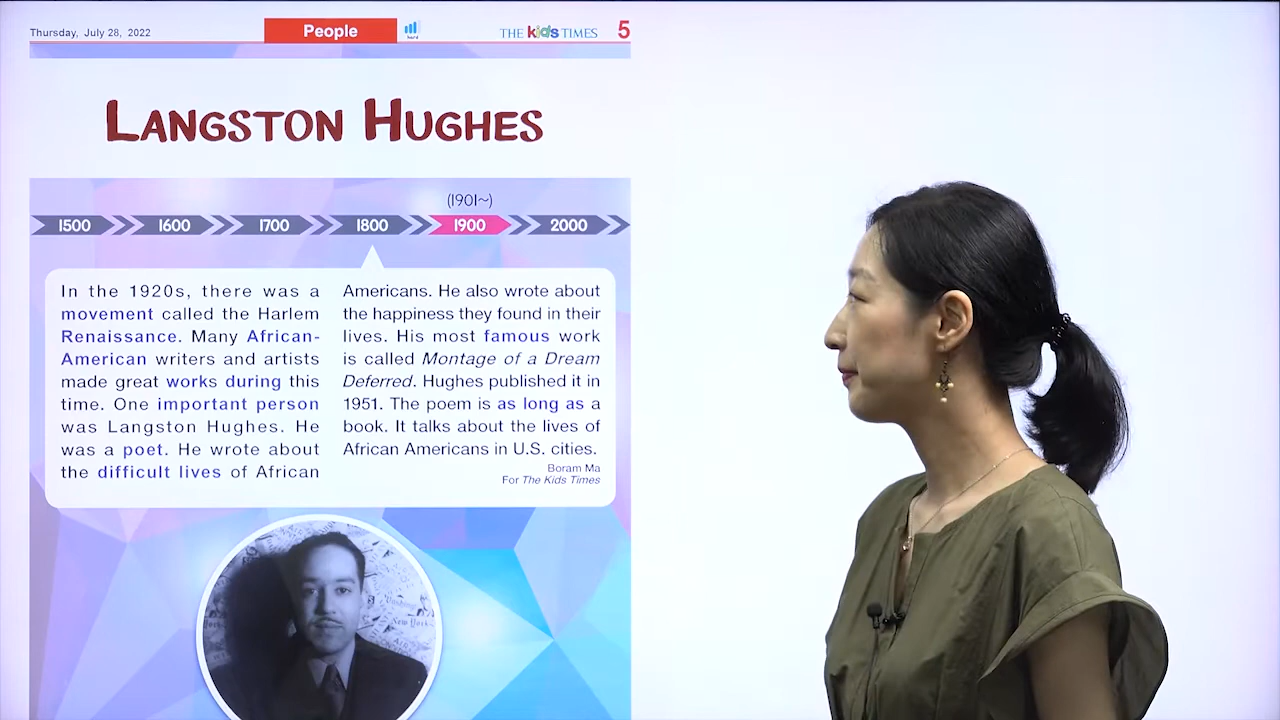 Thursday, July 28, 2022
People
hard
THE kids TIMES
5
LANGSTON HUGHES
(1901~)
1500
1600
1700
1800
1900
2000
In the 1920s, there was a
movement called the Harlem
Renaissance. Many African-
American writers and artists
made great works during this
time. One important person
was Langston Hughes. He
was a poet. He wrote about
the difficult lives of African
Americans. He also wrote about
the happiness they found in their
lives. His most famous work
is called Montage of a Dream
Deferred. Hughes published it in
1951. The poem is as long as a
book. It talks about the lives of
African Americans in U.S. cities.
Boram Ma
For The Kids Times
New York